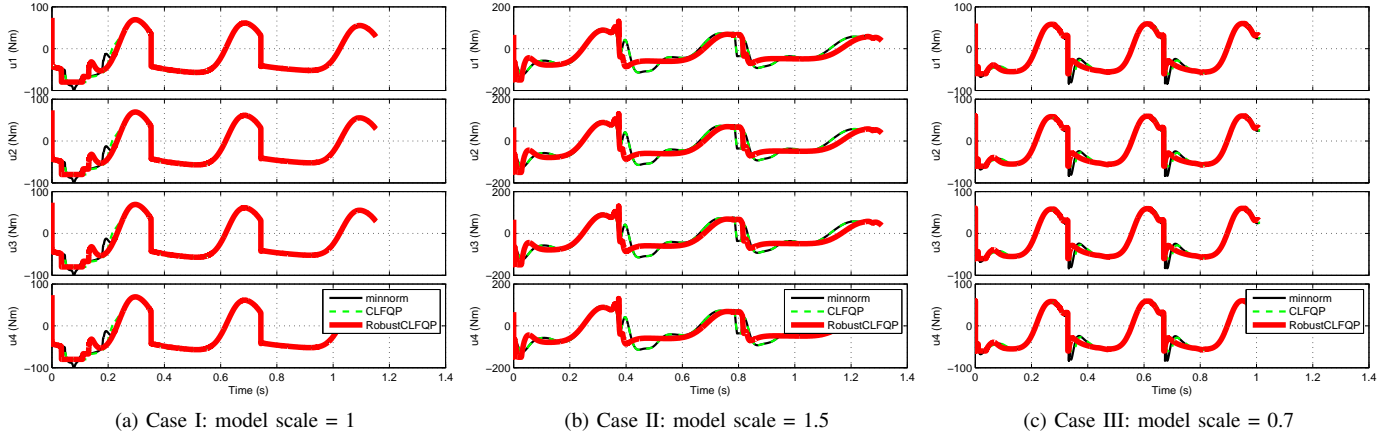 100
0
−100
u1 (Nm)
100
0
−100
u2 (Nm)
100
0
−100
u3 (Nm)
100
0
−100
u4 (Nm)
minnorm
CLFQP
RobustCLFQP
0 0.2 0.4 0.6 0.8 1 1.2 1.4
Time (s)
(a) Case I: model scale = 1
200
0
−200
u1 (Nm)
200
0
−200
u2 (Nm)
200
0
−200
u3 (Nm)
200
0
−200
u4 (Nm)
minnorm
CLFQP
RobustCLFQP
0 0.2 0.4 0.6 0.8 1 1.2 1.4
Time (s)
(b) Case II: model scale = 1.5
100
0
−100
u1 (Nm)
100
0
−100
u2 (Nm)
100
0
−100
u3 (Nm)
100
0
−100
u4 (Nm)
minnorm
CLFQP
RobustCLFQP
0 0.2 0.4 0.6 0.8 1 1.2 1.4
Time (s)
(c) Case III: model scale = 0.7